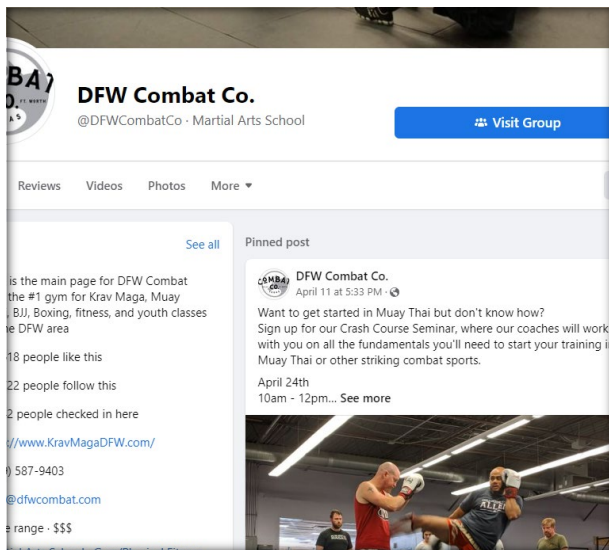 BAT
O. FT. WORTH
AS
DFW Combat Co.
@DFWCombatCo · Martial Arts School
Visit Group
Reviews Videos Photos More
See all
is the main page for DFW Combat
the #1 gym for Krav Maga, Muay
, BJJ, Boxing, fitness, and youth classes
e DFW area
18 people like this
22 people follow this
2 people checked in here
://www.KravMagaDFW.com/
) 587-9403
@dfwcombat.com
e range · $$$
Pinned post
COMBAT
CO.
DFW Combat Co.
April 11 at 5:33 PM ·
Want to get started in Muay Thai but don't know how?
Sign up for our Crash Course Seminar, where our coaches will work
with you on all the fundamentals you'll need to start your training i
Muay Thai or other striking combat sports.
April 24th
10am - 12pm... See more